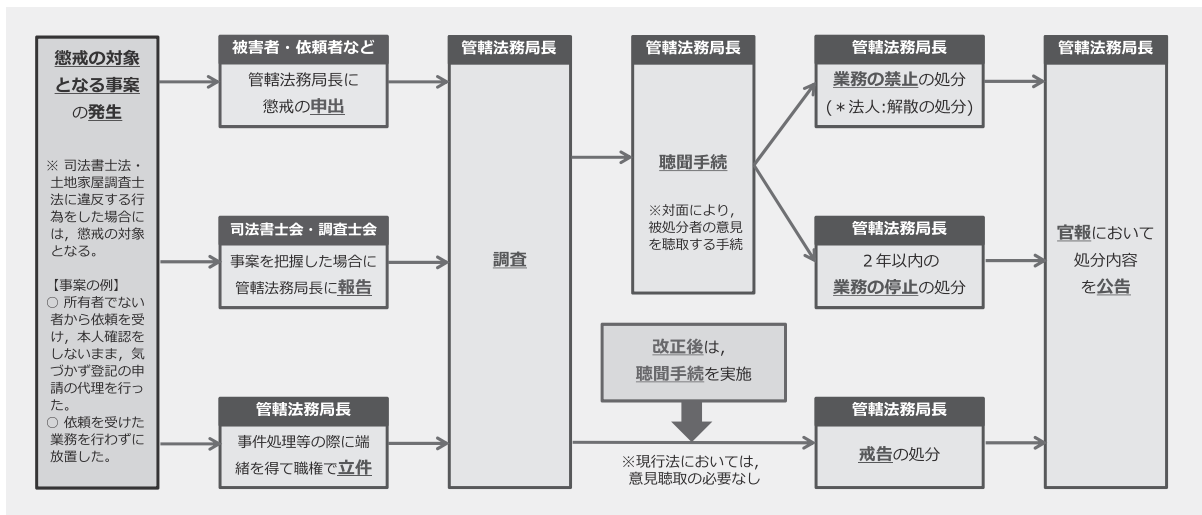 懲戒の対象
となる事案
の発生
※ 司法書士法・
土地家屋調査士
法に違反する行
為をした場合に
は，懲戒の対象
となる。
【事案の例】
○ 所有者でない
者から依頼を受
け，本人確認を
しないまま，気
づかず登記の申
請の代理を行っ
た。
○ 依頼を受けた
業務を行わずに
放置した。
被害者・依頼者など
管轄法務局長に
懲戒の申出
司法書士会・調査士会
事案を把握した場合に
管轄法務局長に報告
管轄法務局長
事件処理等の際に端
緒を得て職権で立件
管轄法務局長
調査
管轄法務局長
聴聞手続
※対面により，
被処分者の意見
を聴取する手続
改正後は，
聴聞手続を実施
※現行法においては，
意見聴取の必要なし
管轄法務局長
業務の禁止の処分
(＊法人:解散の処分)
管轄法務局長
２年以内の
業務の停止の処分
管轄法務局長
戒告の処分
管轄法務局長
官報において
処分内容
を公告